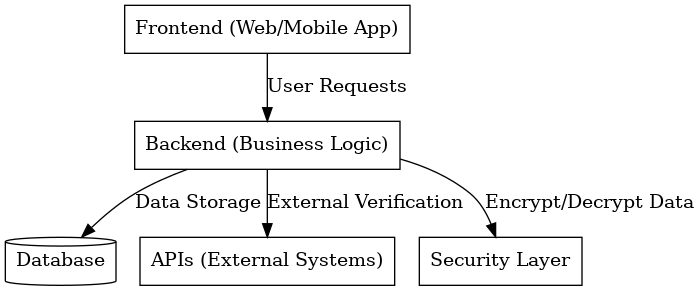 Frontend (Web/Mobile App)
User Requests
Backend (Business Logic)
Data Storage
External Verification
Encrypt/Decrypt Data
Database
APIs (External Systems)
Security Layer